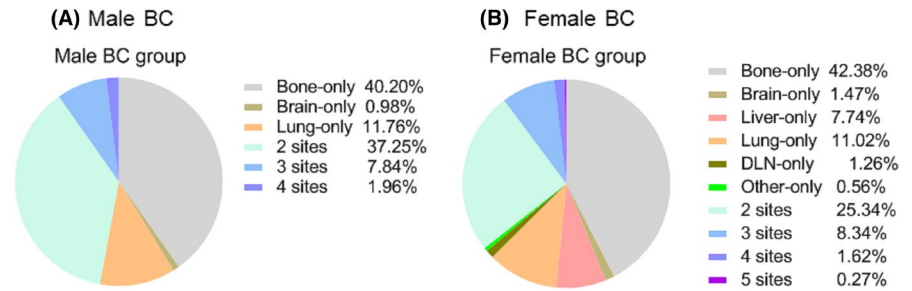 (A) Male BC
Male BC group
Bone-only 40.20%
Brain-only 0.98%
Lung-only 11.76%
2 sites 37.25%
3 sites 7.84%
4 sites 1.96%
(B) Female BC
Female BC group
Bone-only 42.38%
Brain-only 1.47%
Liver-only 7.74%
Lung-only 11.02%
DLN-only 1.26%
Other-only 0.56%
2 sites 25.34%
3 sites 8.34%
4 sites 1.62%
5 sites 0.27%